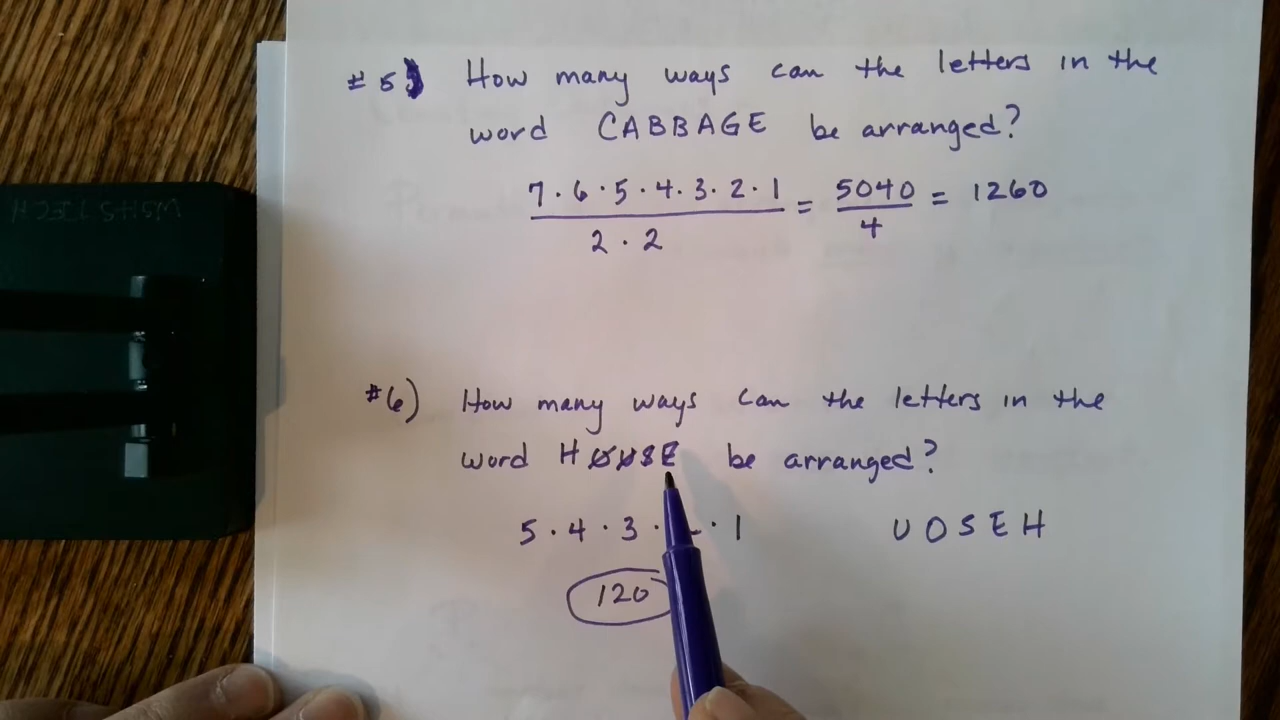 # 5) How many ways can the letters in the
word CABBAGE be arranged?
7 · 6 · 5 · 4 · 3 · 2 · 1 = 5040 = 1260
2 · 2 4
#6) How many ways can the letters in the
word HOUSE be arranged?
5 · 4 · 3 · · 1 U O S E H
120